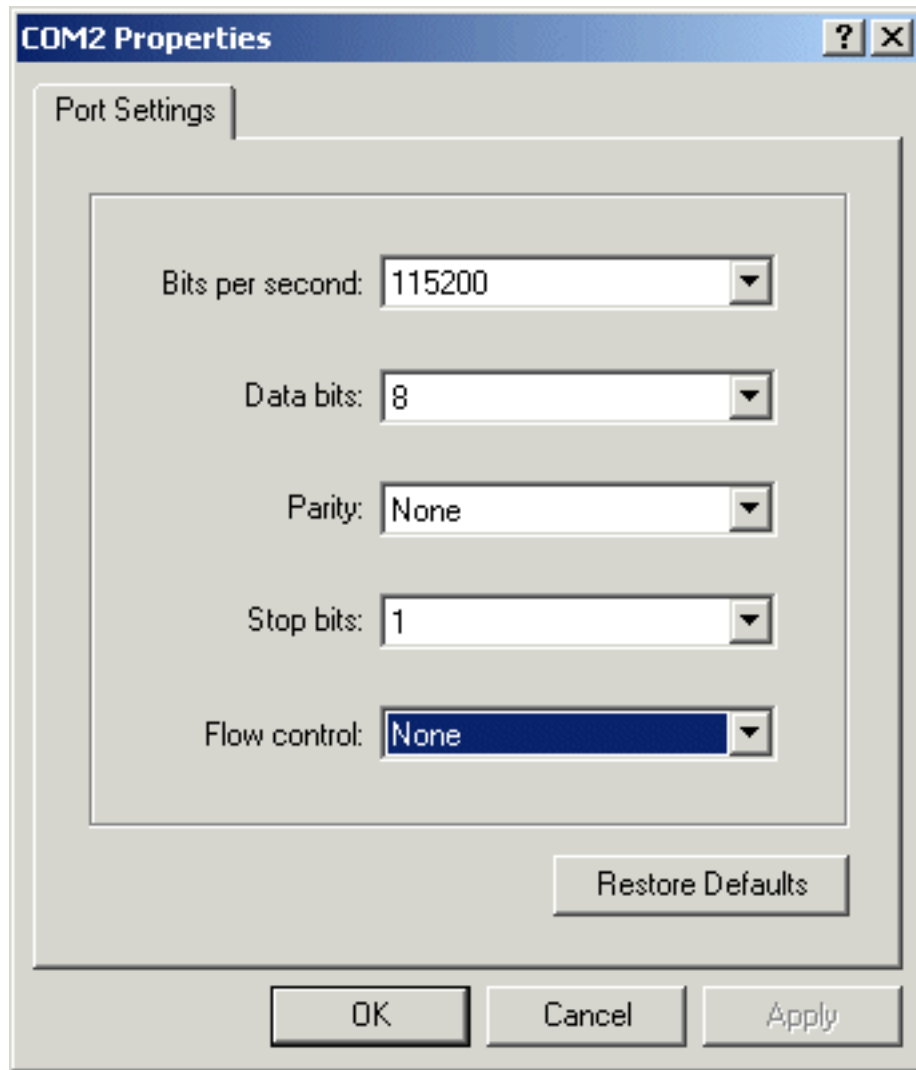 COM2 Properties
Port Settings
Bits per second: 115200
Data bits: 8
Parity: None
Stop bits: 1
Flow control: None
Restore Defaults
OK Cancel Apply